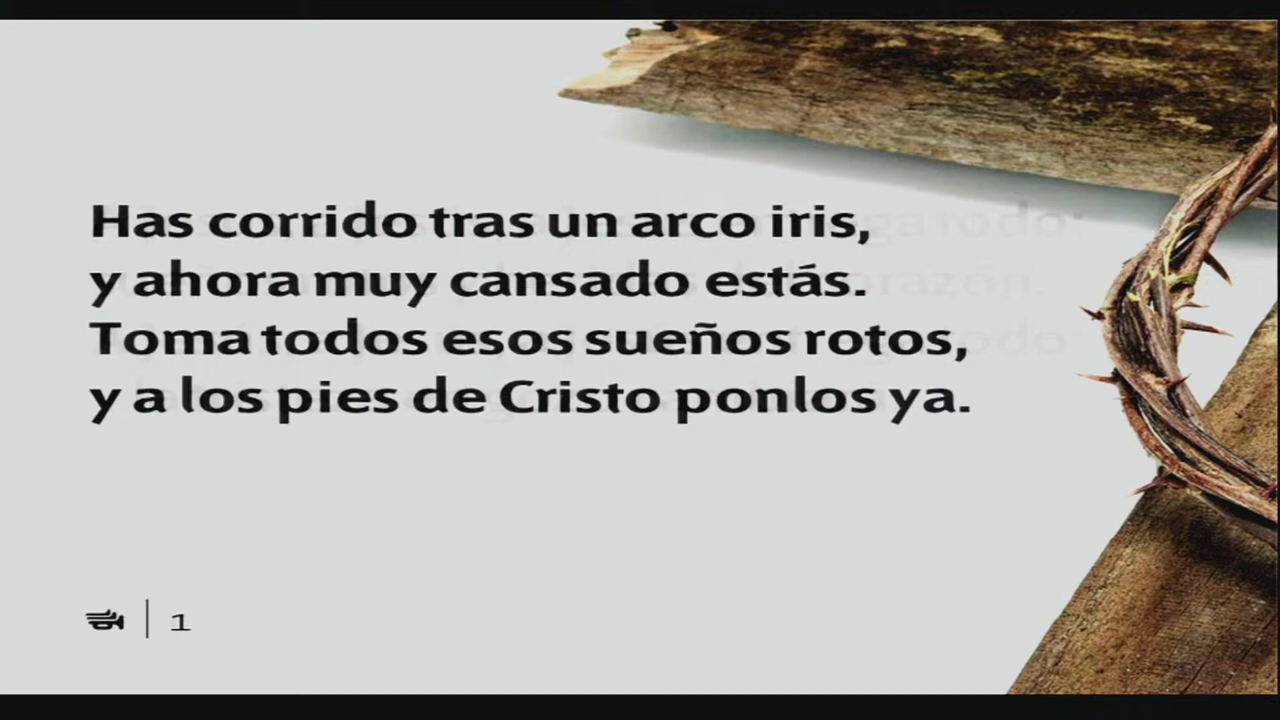 Has corrido tras un arco iris,
y ahora muy cansado estás.
Toma todos esos sueños rotos,
y a los pies de Cristo ponlos ya.
1